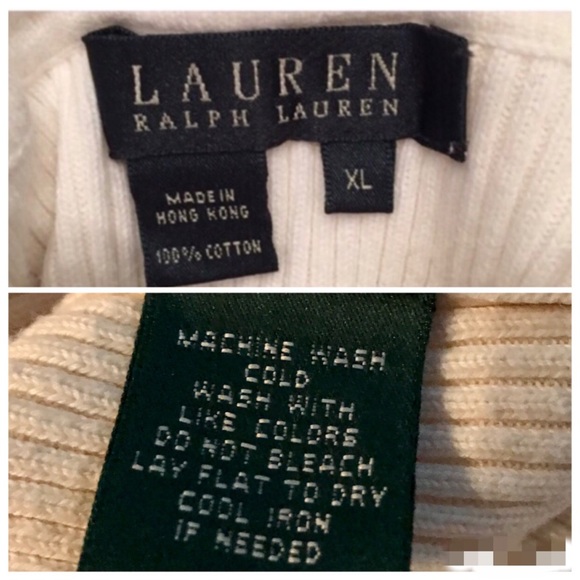 LAUREN
RALPH LAUREN
XL
MADE IN
HONG KONG
100% COTTON
MACHINE WASH
COLD
WASH WITH
LIKE COLORS
DO NOT BLEACH
LAY FLAT TO DRY
COOL IRON
IF NEEDED